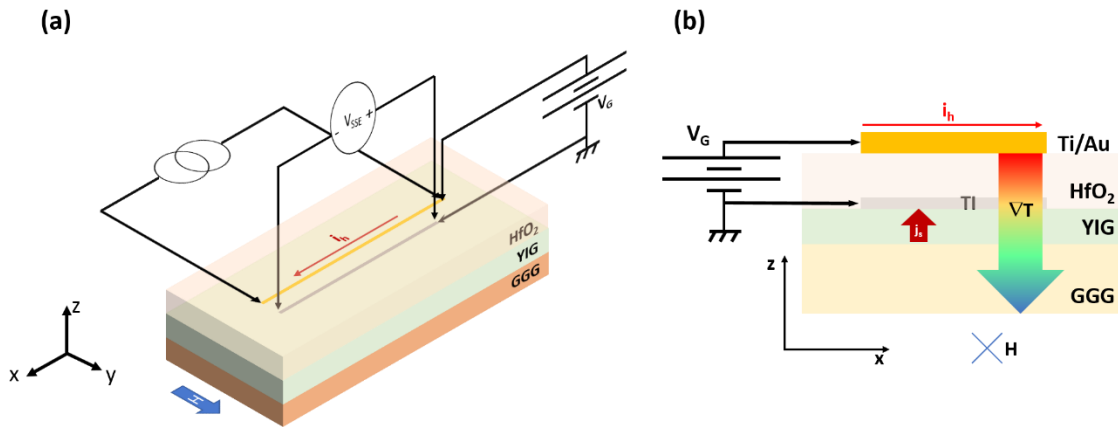 (a)
V_SSE
- +
V_G
i_h
HfO₂
YIG
GGG
H
z
x
y
(b)
V_G
i_h
Ti/Au
HfO₂
TI
∇T
j_s
YIG
GGG
z
x
H